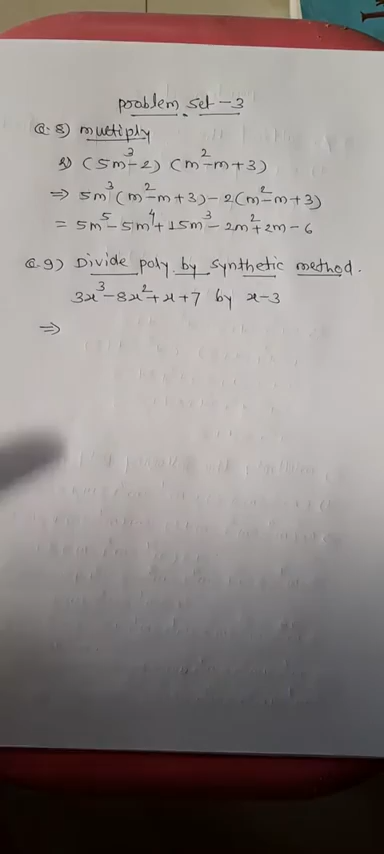 problem set-3
Q.8) multiply
2) (5m³-2) (m²-m+3)
⇒ 5m³(m²-m+3)-2(m²-m+3)
= 5m⁵-5m⁴+15m³-2m²+2m-6
Q.9) Divide poly by synthetic method.
3x³-8x²+x+7 by x-3
⇒